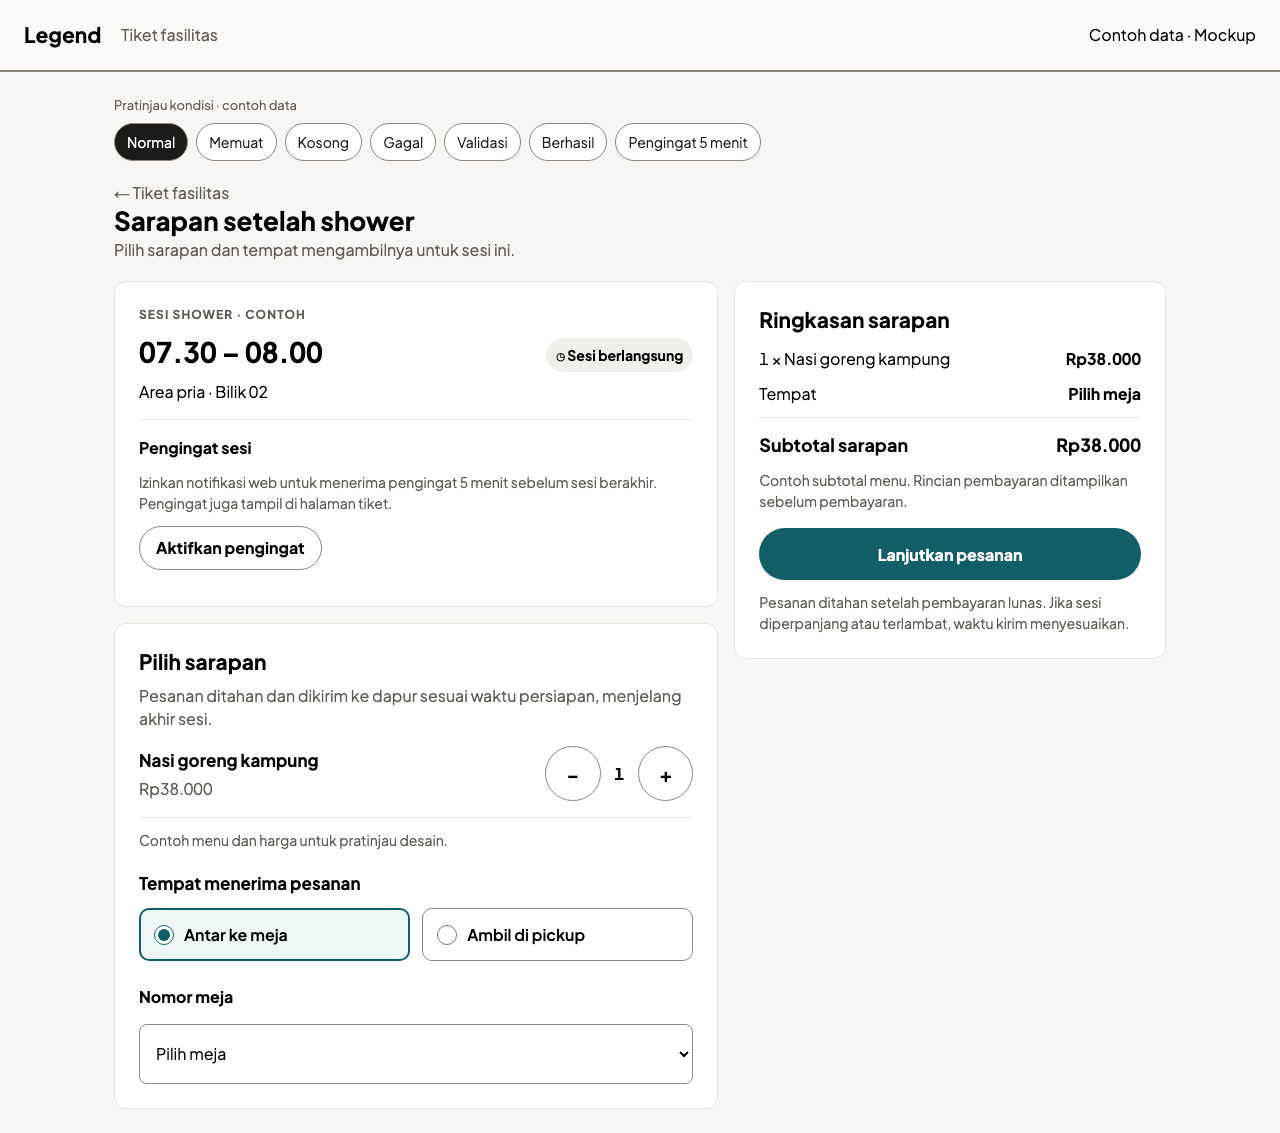 Legend
Tiket fasilitas
Contoh data · Mockup
Pratinjau kondisi · contoh data
Normal
Memuat
Kosong
Gagal
Validasi
Berhasil
Pengingat 5 menit
← Tiket fasilitas
Sarapan setelah shower
Pilih sarapan dan tempat mengambilnya untuk sesi ini.
SESI SHOWER · CONTOH
07.30 – 08.00
Sesi berlangsung
Area pria · Bilik 02
Pengingat sesi
Izinkan notifikasi web untuk menerima pengingat 5 menit sebelum sesi berakhir.
Pengingat juga tampil di halaman tiket.
Aktifkan pengingat
Pilih sarapan
Pesanan ditahan dan dikirim ke dapur sesuai waktu persiapan, menjelang
akhir sesi.
Nasi goreng kampung
Rp38.000
− 1 +
Contoh menu dan harga untuk pratinjau desain.
Tempat menerima pesanan
Antar ke meja
Ambil di pickup
Nomor meja
Pilih meja
Ringkasan sarapan
1 × Nasi goreng kampung Rp38.000
Tempat Pilih meja
Subtotal sarapan Rp38.000
Contoh subtotal menu. Rincian pembayaran ditampilkan
sebelum pembayaran.
Lanjutkan pesanan
Pesanan ditahan setelah pembayaran lunas. Jika sesi
diperpanjang atau terlambat, waktu kirim menyesuaikan.